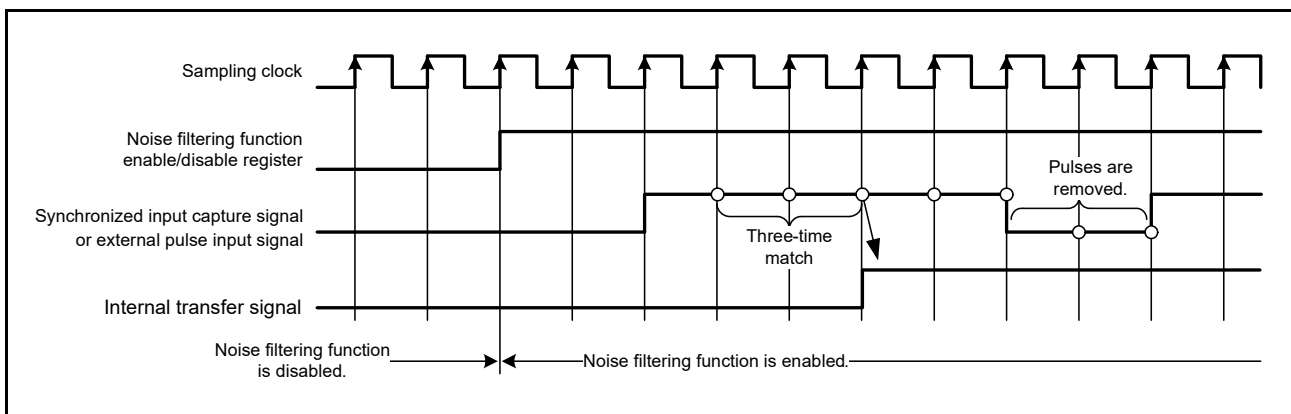 Sampling clock
Noise filtering function
enable/disable register
Pulses are
removed.
Synchronized input capture signal
or external pulse input signal
Three-time
match
Internal transfer signal
Noise filtering function
is disabled.
Noise filtering function is enabled.